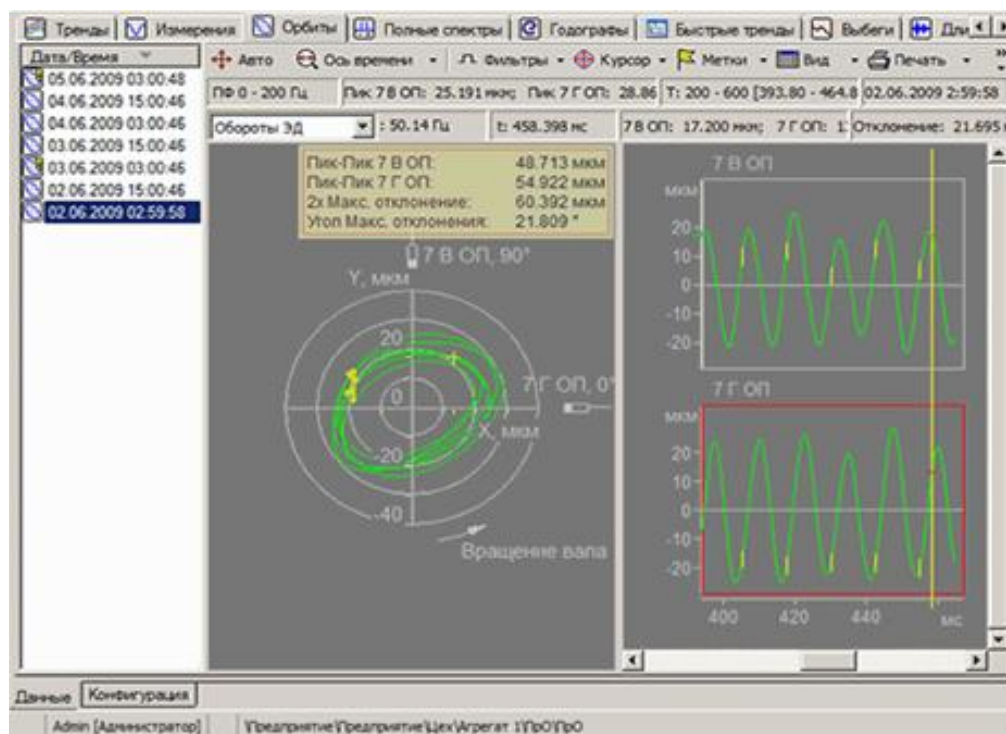 Тренды Измерения Орбиты Полные спектры Годографы Быстрые тренды Выбеги
Дата/Время Авто Ось времени Фильтры Курсор Метки Вид Печать
05.06.2009 03:00:48
04.06.2009 15:00:46
04.06.2009 03:00:46
03.06.2009 15:00:46
03.06.2009 03:00:46
02.06.2009 15:00:46
02.06.2009 02:59:58
ПФ 0 - 200 Гц Пик 7 В ОП: 25.191 мкм; Пик 7 Г ОП: 28.86 Т: 200 - 600 [393.80 - 464.8 02.06.2009 2:59:58
Обороты ЭД : 50.14 Гц t: 458.398 мс 7 В ОП: 17.200 мкм; 7 Г ОП: 1 Отклонение: 21.695
Пик-Пик 7 В ОП: 48.713 мкм
Пик-Пик 7 Г ОП: 54.922 мкм
2x Макс. отклонение: 60.392 мкм
Угол Макс. отклонения: 21.809 °
7 В ОП, 90°
Y, мкм
20
0
7 Г ОП, 0°
X, мкм
-20
-40
Вращение вала
7 В ОП
мкм
20
10
0
-10
-20
7 Г ОП
мкм
20
10
0
-10
-20
400 420 440 мс
Данные Конфигурация
Admin [Администратор] \Предприятие\Предприятие\Цех\Агрегат 1\ПрО\ПрО